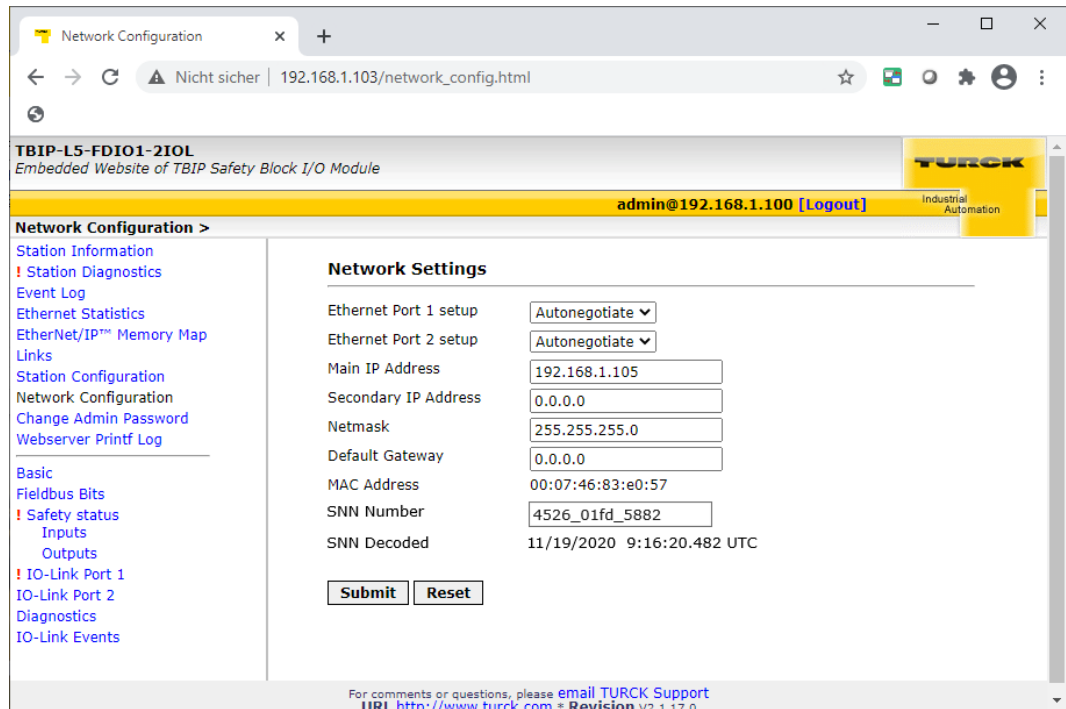 Network Configuration
Nicht sicher | 192.168.1.103/network_config.html
TBIP-L5-FDIO1-2IOL
Embedded Website of TBIP Safety Block I/O Module
TURCK
admin@192.168.1.100 [Logout]
Industrial
Automation
Network Configuration >
Station Information
! Station Diagnostics
Event Log
Ethernet Statistics
EtherNet/IP™ Memory Map
Links
Station Configuration
Network Configuration
Change Admin Password
Webserver Printf Log
Basic
Fieldbus Bits
! Safety status
Inputs
Outputs
! IO-Link Port 1
IO-Link Port 2
Diagnostics
IO-Link Events
Network Settings
Ethernet Port 1 setup Autonegotiate
Ethernet Port 2 setup Autonegotiate
Main IP Address 192.168.1.105
Secondary IP Address 0.0.0.0
Netmask 255.255.255.0
Default Gateway 0.0.0.0
MAC Address 00:07:46:83:e0:57
SNN Number 4526_01fd_5882
SNN Decoded 11/19/2020 9:16:20.482 UTC
Submit Reset
For comments or questions, please email TURCK Support
URL http://www.turck.com * Revision V2.1.17.0